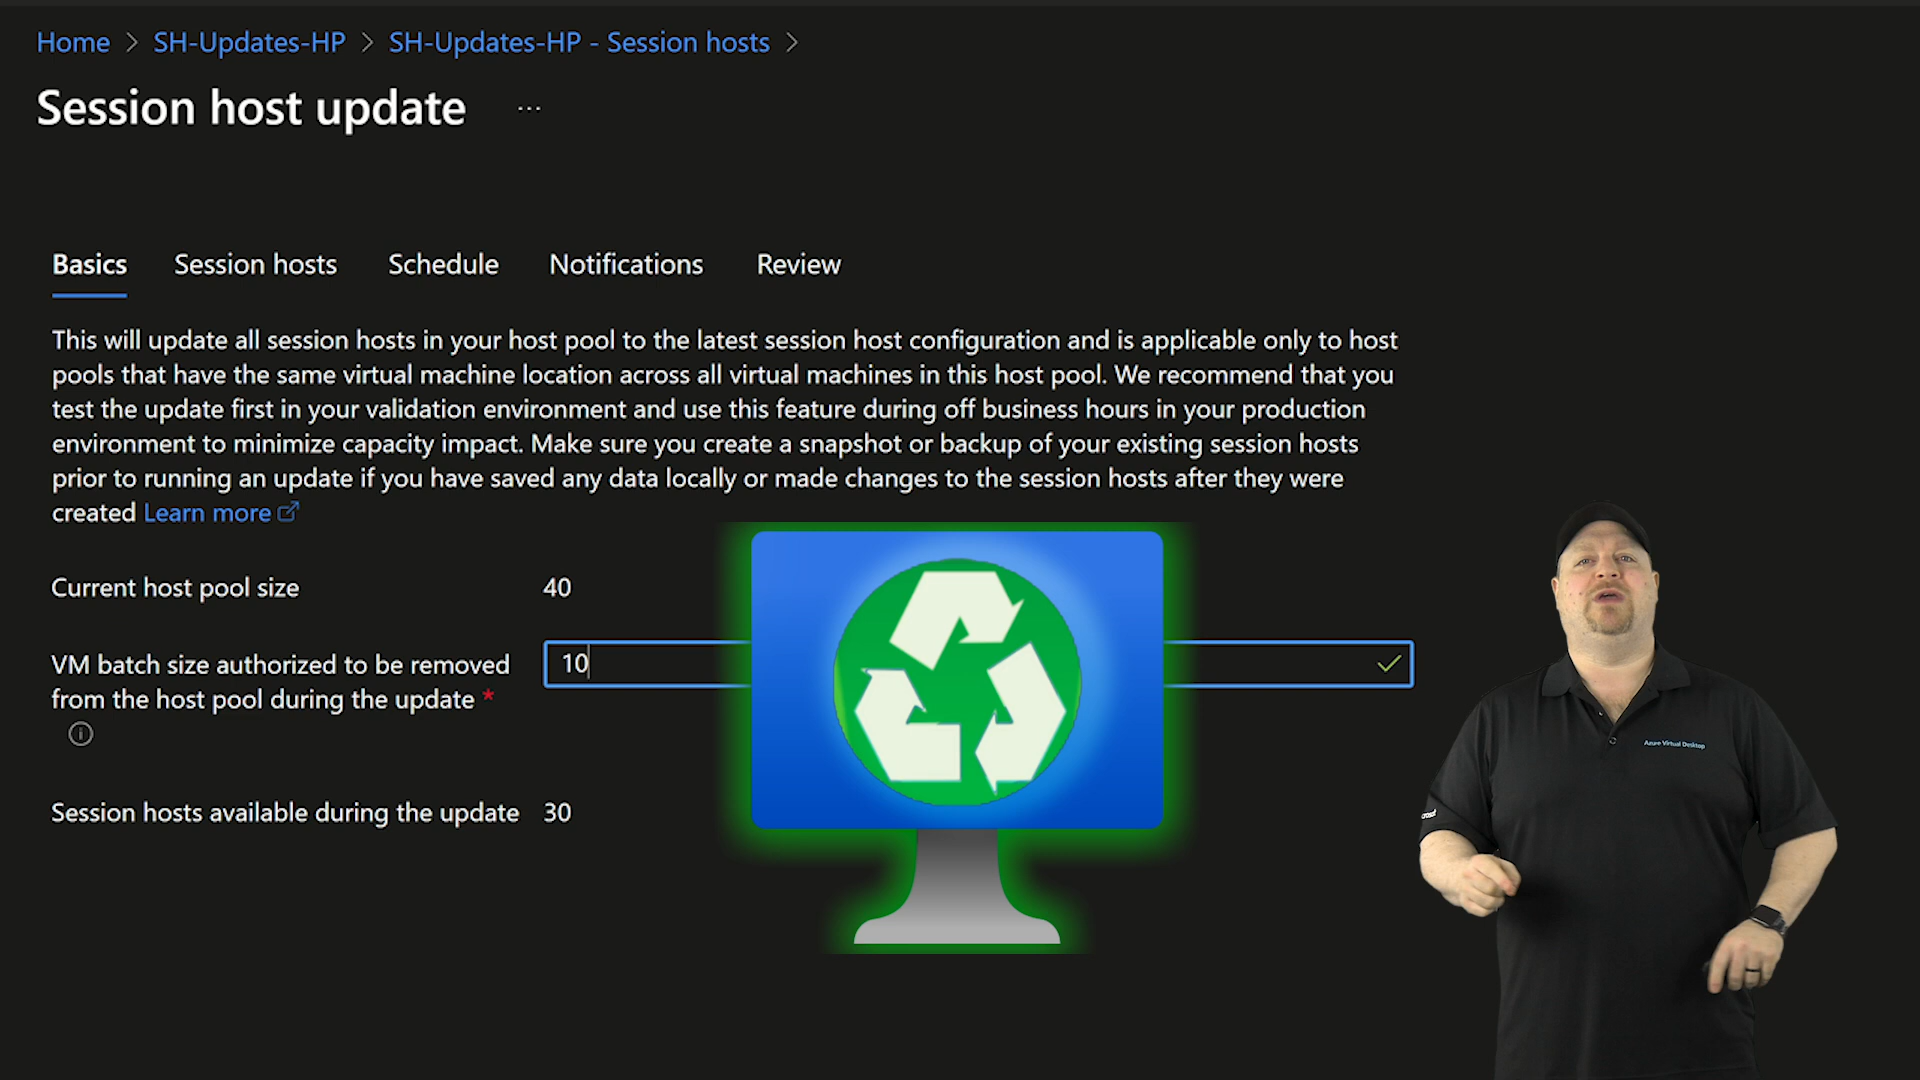 Home > SH-Updates-HP > SH-Updates-HP - Session hosts >
Session host update ...
Basics Session hosts Schedule Notifications Review
This will update all session hosts in your host pool to the latest session host configuration and is applicable only to host
pools that have the same virtual machine location across all virtual machines in this host pool. We recommend that you
test the update first in your validation environment and use this feature during off business hours in your production
environment to minimize capacity impact. Make sure you create a snapshot or backup of your existing session hosts
prior to running an update if you have saved any data locally or made changes to the session hosts after they were
created Learn more
Current host pool size 40
VM batch size authorized to be removed 10
from the host pool during the update *
Session hosts available during the update 30
Azure Virtual Desktop